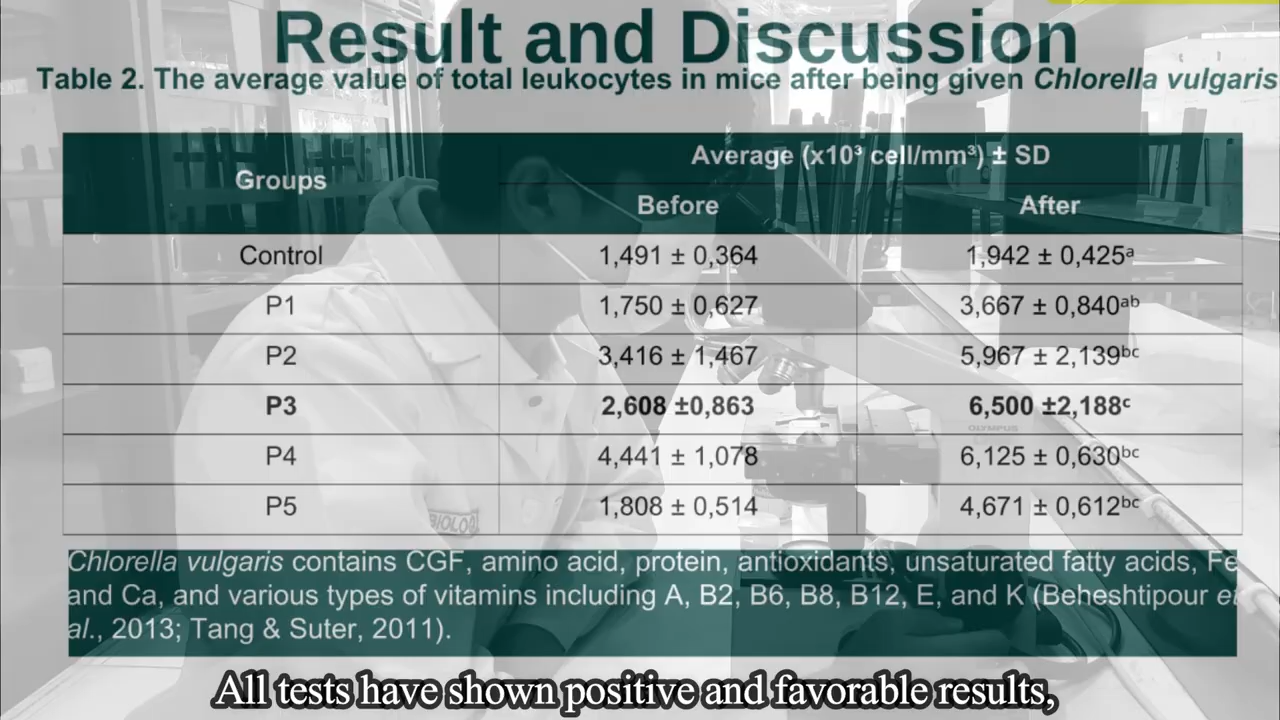 Result and Discussion
Table 2. The average value of total leukocytes in mice after being given Chlorella vulgaris
Groups
Average (x10³ cell/mm³) ± SD
Before After
Control 1,491 ± 0,364 1,942 ± 0,425ᵃ
P1 1,750 ± 0,627 3,667 ± 0,840ᵃᵇ
P2 3,416 ± 1,467 5,967 ± 2,139ᵇᶜ
P3 2,608 ±0,863 6,500 ±2,188ᶜ
P4 4,441 ± 1,078 6,125 ± 0,630ᵇᶜ
P5 1,808 ± 0,514 4,671 ± 0,612ᵇᶜ
OLYMPUS
BIOLOG
Chlorella vulgaris contains CGF, amino acid, protein, antioxidants, unsaturated fatty acids, Fe
and Ca, and various types of vitamins including A, B2, B6, B8, B12, E, and K (Beheshtipour et
al., 2013; Tang & Suter, 2011).
All tests have shown positive and favorable results,